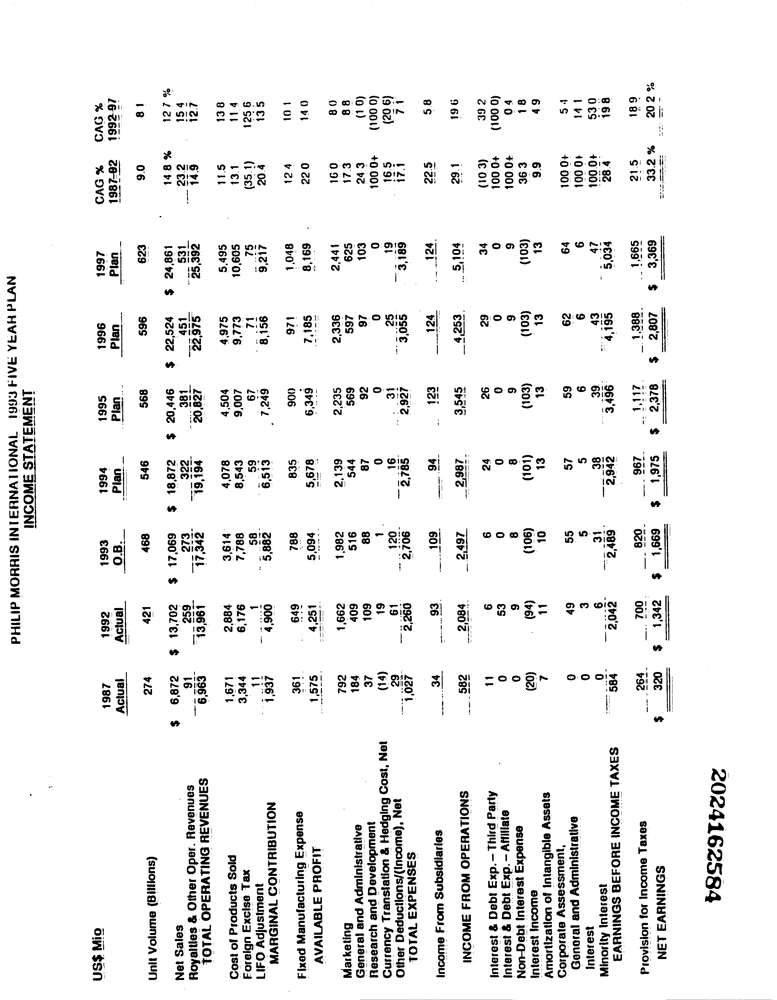 PHILIP MORRIS INTERNATIONAL 1993 FIVE YEAR PLAN
INCOME STATEMENT
US$ Mio 1987 Actual 1992 Actual 1993 O.B. 1994 Plan 1995 Plan 1996 Plan 1997 Plan CAG % 1987-92 CAG % 1992-97
Unit Volume (Billions) 274 421 468 546 568 596 623 9.0 8 1
Net Sales $ 6,872 $ 13,702 $ 17,069 $ 18,872 $ 20,446 $ 22,524 $ 24,861 14 8 % 12 7 %
Royalties & Other Oper. Revenues 91 259 273 322 381 451 531 23.2 15 4
TOTAL OPERATING REVENUES 6,963 13,961 17,342 19,194 20,827 22,975 25,392 14.9 12.7
Cost of Products Sold 1,671 2,884 3,614 4,078 4,504 4,975 5,495 11.5 13 8
Foreign Excise Tax 3,344 6,176 7,788 8,543 9,007 9,773 10,605 13 1 11 4
LIFO Adjustment 11 1 58 59 67 71 75 (35 1) 125 6
MARGINAL CONTRIBUTION 1,937 4,900 5,882 6,513 7,249 8,156 9,217 20 4 13 5
Fixed Manufacturing Expense 361 649 788 835 900 971 1,048 12 4 10 1
AVAILABLE PROFIT 1,575 4,251 5,094 5,678 6,349 7,185 8,169 22 0 14 0
Marketing 792 1,662 1,982 2,139 2,235 2,336 2,441 16 0 8 0
General and Administrative 184 409 516 544 569 597 625 17 3 8 8
Research and Development 37 109 88 87 92 97 103 24 3 (1 0)
Currency Translation & Hedging Cost, Net (14) 19 1 0 0 0 0 100 0+ (100 0)
Other Deductions/(Income), Net 29 61 120 16 31 25 19 16 5 (20 6)
TOTAL EXPENSES 1,027 2,260 2,706 2,785 2,927 3,055 3,189 17.1 7 1
Income From Subsidiaries 34 93 109 94 123 124 124 22.5 5 8
INCOME FROM OPERATIONS 582 2,084 2,497 2,987 3,545 4,253 5,104 29.1 19 6
Interest & Debt Exp. – Third Party 11 6 6 24 26 29 34 (10 3) 39 2
Interest & Debt Exp. – Affiliate 0 53 0 0 0 0 0 100 0+ (100 0)
Non-Debt Interest Expense 0 9 8 8 9 9 9 100 0+ 0 4
Interest Income (20) (94) (106) (101) (103) (103) (103) 36 3 1 8
Amortization of Intangible Assets 7 11 10 13 13 13 13 9.9 4 9
Corporate Assessment,
General and Administrative 0 49 55 57 59 62 64 100 0+ 5 4
Interest 0 3 5 5 6 6 6 100 0+ 14 1
Minority Interest 0 6 31 38 39 43 47 100 0+ 53 0
EARNINGS BEFORE INCOME TAXES 584 2,042 2,489 2,942 3,496 4,195 5,034 28.4 19 8
Provision for Income Taxes 264 700 820 967 1,117 1,388 1,665 21 5 18 9
NET EARNINGS $ 320 $ 1,342 $ 1,669 $ 1,975 $ 2,378 $ 2,807 $ 3,369 33.2 % 20 2 %
2024162584